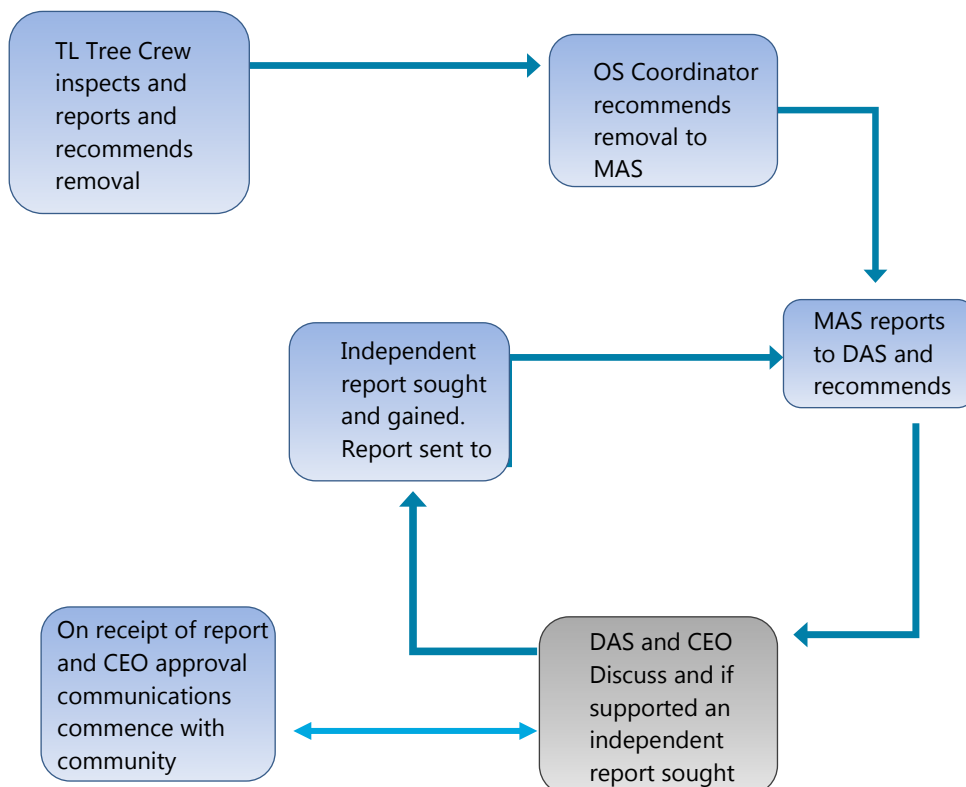 TL Tree Crew
inspects and
reports and
recommends
removal
OS Coordinator
recommends
removal to
MAS
MAS reports
to DAS and
recommends
Independent
report sought
and gained.
Report sent to
DAS and CEO
Discuss and if
supported an
independent
report sought
On receipt of report
and CEO approval
communications
commence with
community